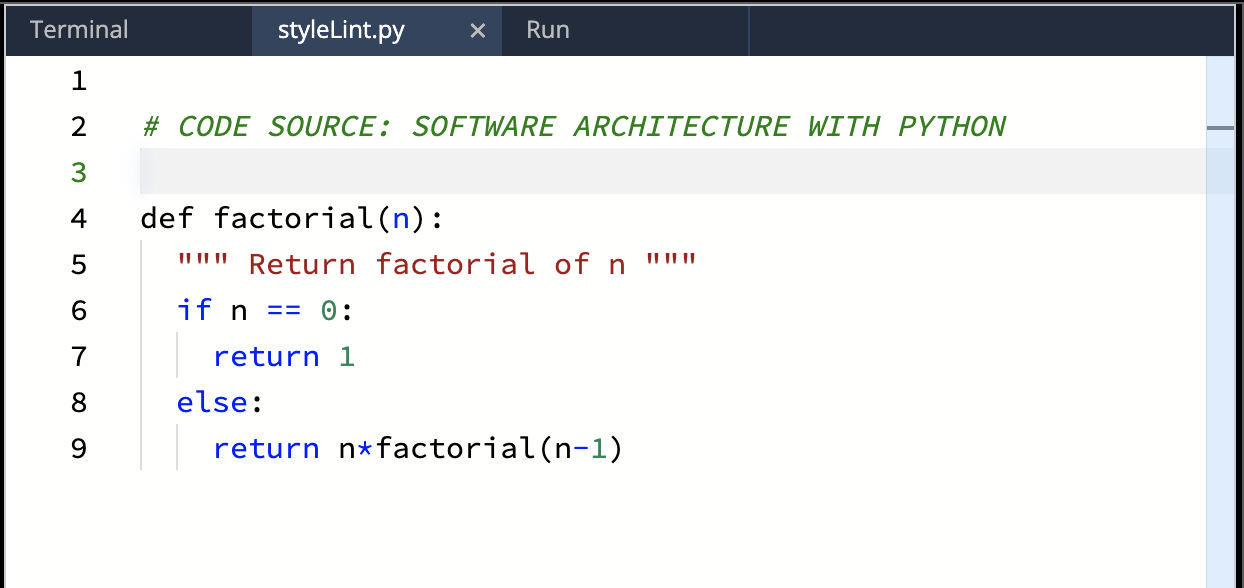 Terminal styleLint.py × Run
1
2 # CODE SOURCE: SOFTWARE ARCHITECTURE WITH PYTHON
3
4 def factorial(n):
5   """ Return factorial of n """
6   if n == 0:
7     return 1
8   else:
9     return n*factorial(n-1)